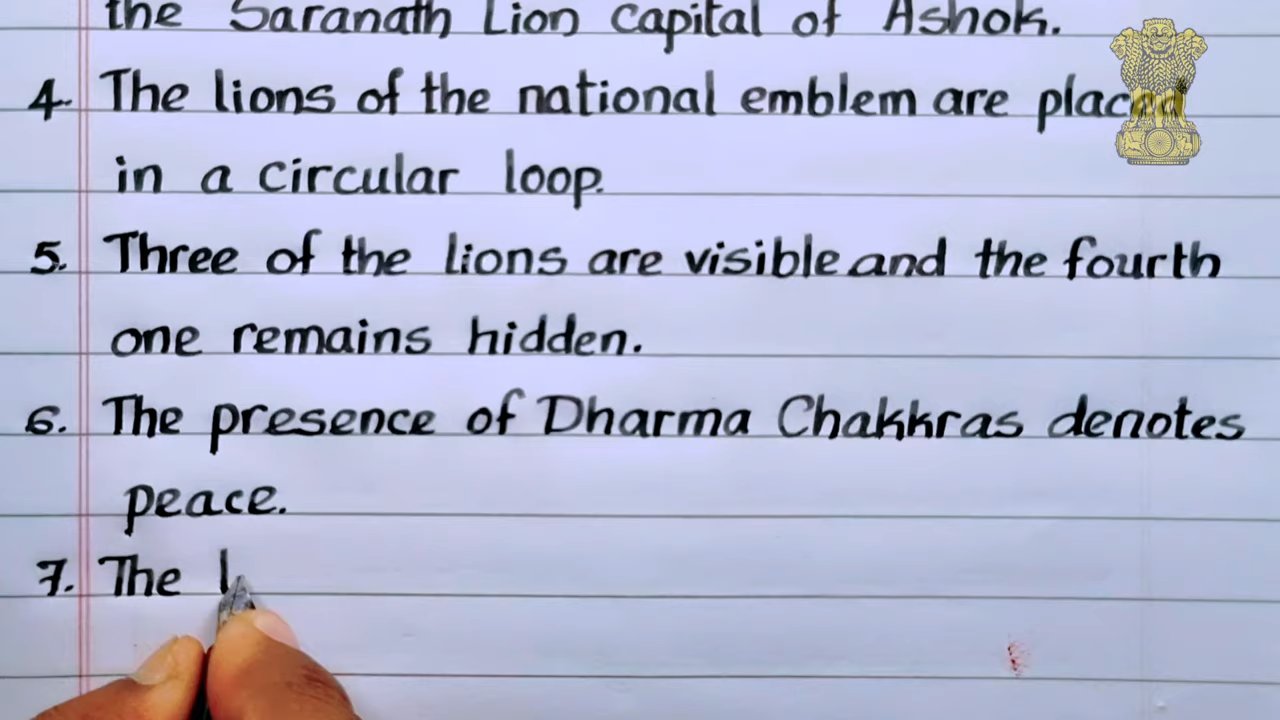 the Saranath Lion Capital of Ashok.
4. The lions of the national emblem are placed
in a circular loop.
5. Three of the lions are visible and the fourth
one remains hidden.
6. The presence of Dharma Chakkras denotes
peace.
7. The